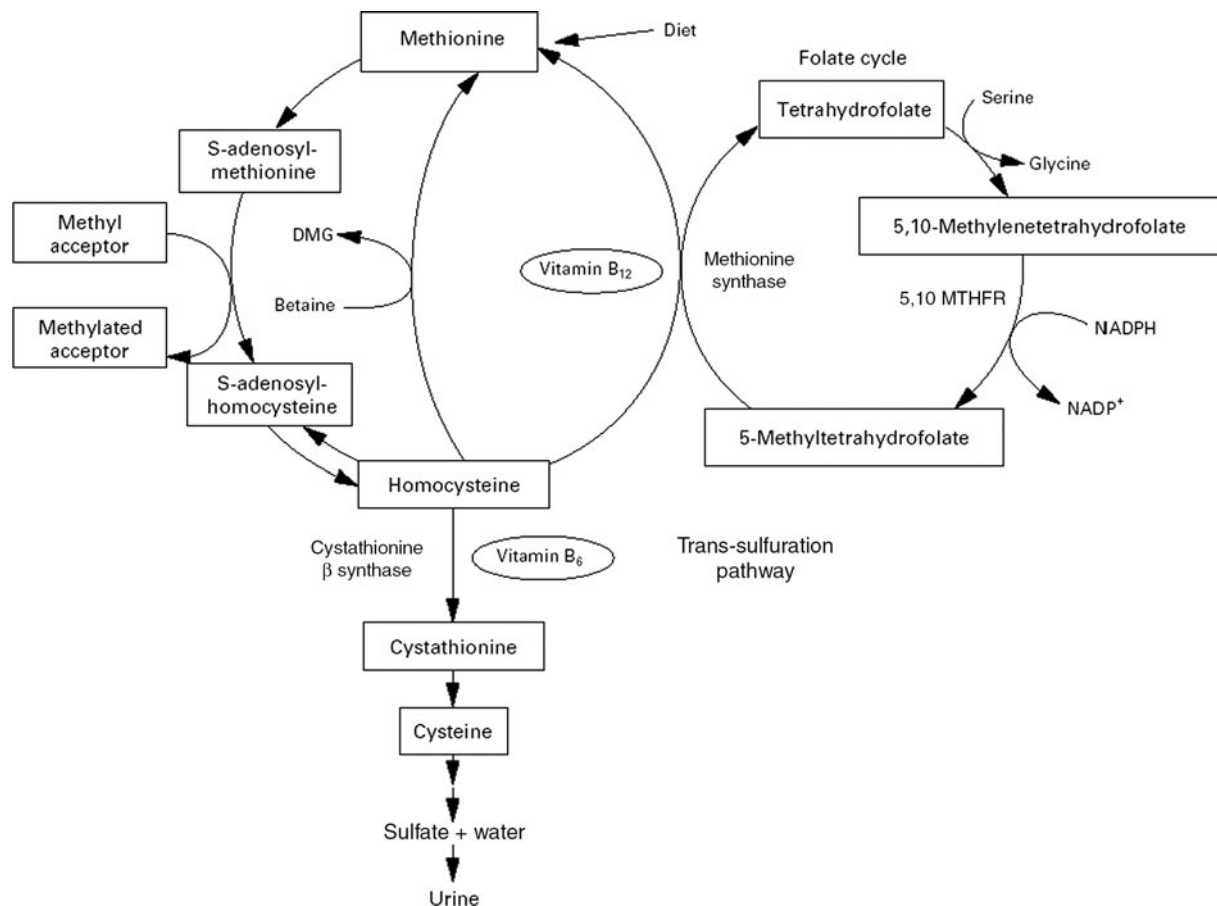 Methionine
Diet
Folate cycle
Tetrahydrofolate
Serine
Glycine
S-adenosyl-
methionine
Methyl
acceptor
DMG
Betaine
Vitamin B12
Methionine
synthase
5,10-Methylenetetrahydrofolate
5,10 MTHFR
NADPH
NADP+
Methylated
acceptor
S-adenosyl-
homocysteine
5-Methyltetrahydrofolate
Homocysteine
Cystathionine
β synthase
Vitamin B6
Trans-sulfuration
pathway
Cystathionine
Cysteine
Sulfate + water
Urine